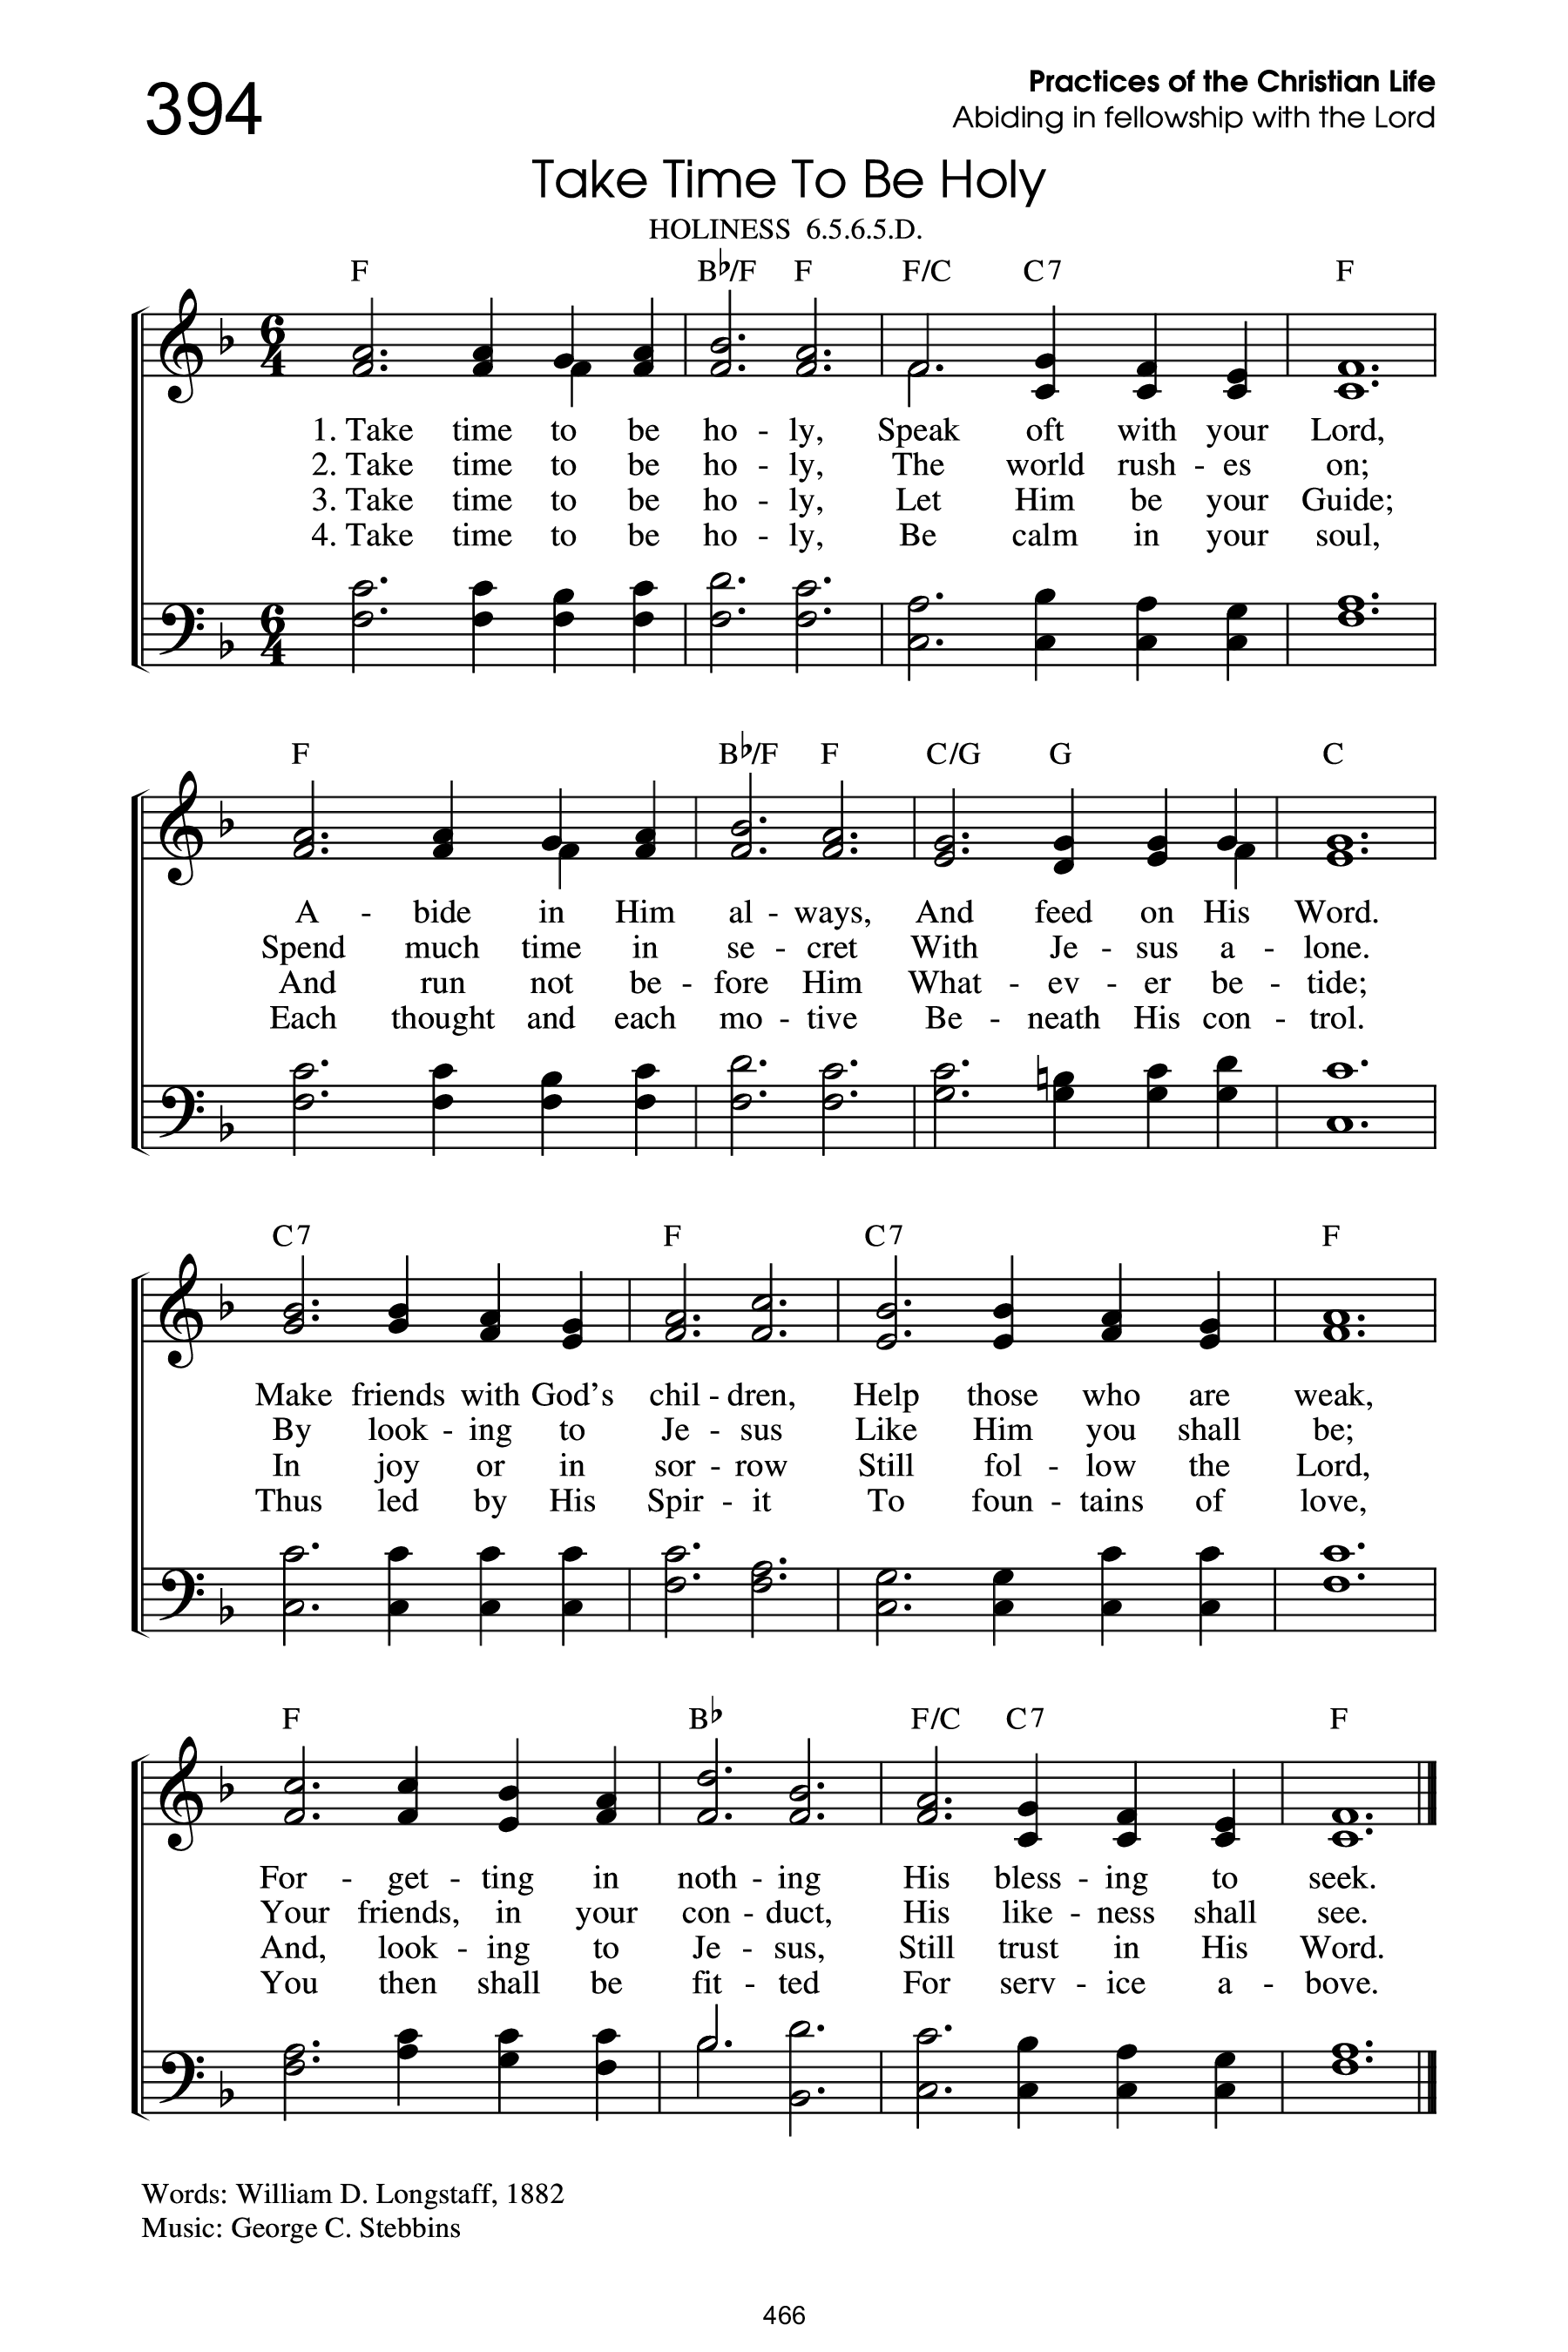 394
Practices of the Christian Life
Abiding in fellowship with the Lord
Take Time To Be Holy
HOLINESS 6.5.6.5.D.
F B♭/F F F/C C7 F
6 4
1. Take time to be ho - ly, Speak oft with your Lord,
2. Take time to be ho - ly, The world rush - es on;
3. Take time to be ho - ly, Let Him be your Guide;
4. Take time to be ho - ly, Be calm in your soul,
6 4
F B♭/F F C/G G C
A - bide in Him al - ways, And feed on His Word.
Spend much time in se - cret With Je - sus a - lone.
And run not be - fore Him What - ev - er be - tide;
Each thought and each mo - tive Be - neath His con - trol.
C7 F C7 F
Make friends with God's chil - dren, Help those who are weak,
By look - ing to Je - sus Like Him you shall be;
In joy or in sor - row Still fol - low the Lord,
Thus led by His Spir - it To foun - tains of love,
F B♭ F/C C7 F
For - get - ting in noth - ing His bless - ing to seek.
Your friends, in your con - duct, His like - ness shall see.
And, look - ing to Je - sus, Still trust in His Word.
You then shall be fit - ted For serv - ice a - bove.
Words: William D. Longstaff, 1882
Music: George C. Stebbins
466